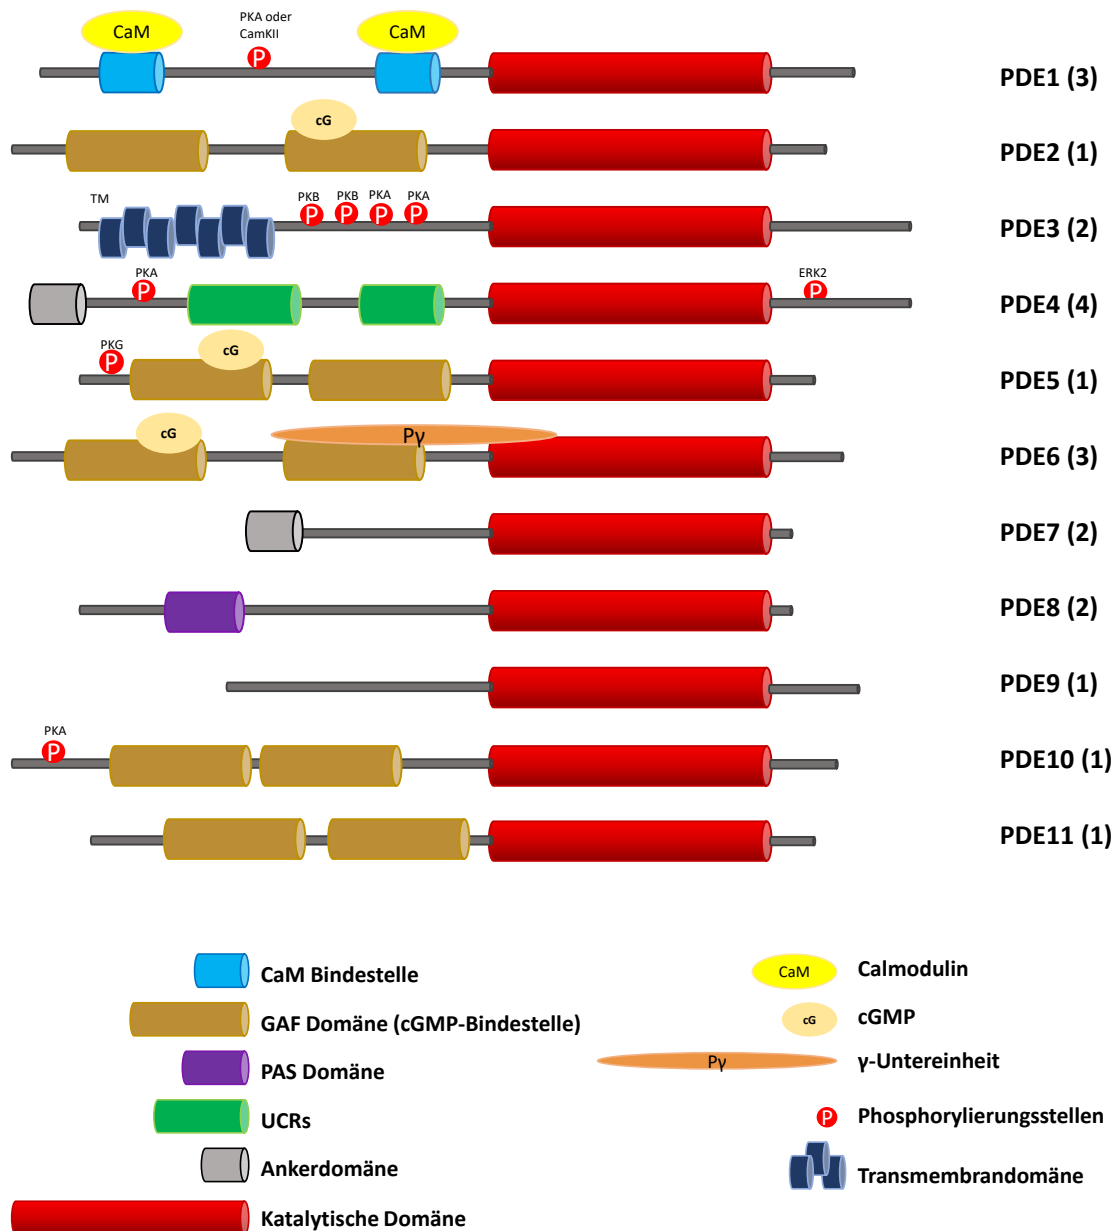 PKA oder
CamKII
CaM
P
CaM
PDE1 (3)
cG
PDE2 (1)
TM
PKB
PKB
PKA
PKA
P
P
P
P
PDE3 (2)
PKA
P
ERK2
P
PDE4 (4)
PKG
P
cG
PDE5 (1)
cG
Pγ
PDE6 (3)
PDE7 (2)
PDE8 (2)
PDE9 (1)
PKA
P
PDE10 (1)
PDE11 (1)
CaM Bindestelle
GAF Domäne (cGMP-Bindestelle)
PAS Domäne
UCRs
Ankerdomäne
Katalytische Domäne
CaM
Calmodulin
cG
cGMP
Pγ
γ-Untereinheit
P
Phosphorylierungsstellen
Transmembrandomäne